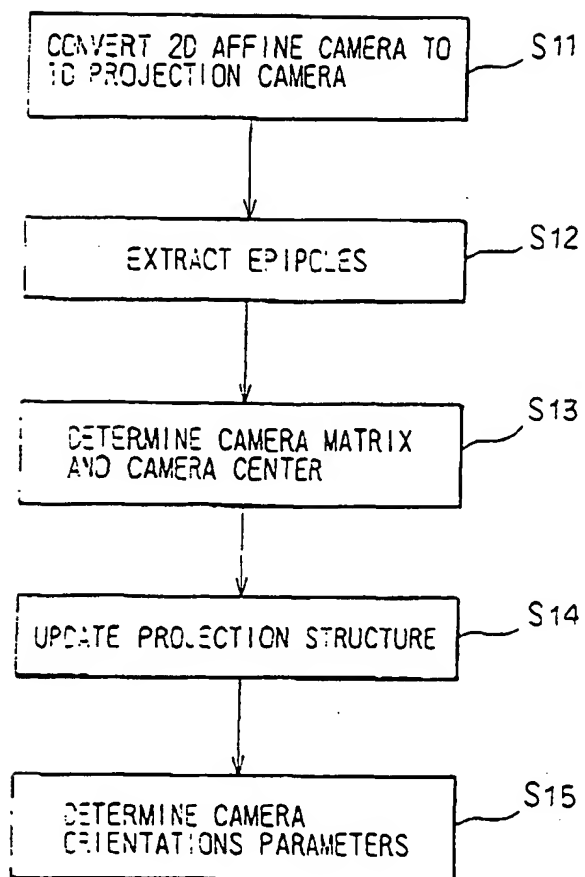 CONVERT 2D AFFINE CAMERA TO
1D PROJECTION CAMERA
S11
EXTRACT EPIPOLES
S12
DETERMINE CAMERA MATRIX
AND CAMERA CENTER
S13
UPDATE PROJECTION STRUCTURE
S14
DETERMINE CAMERA
ORIENTATIONS PARAMETERS
S15